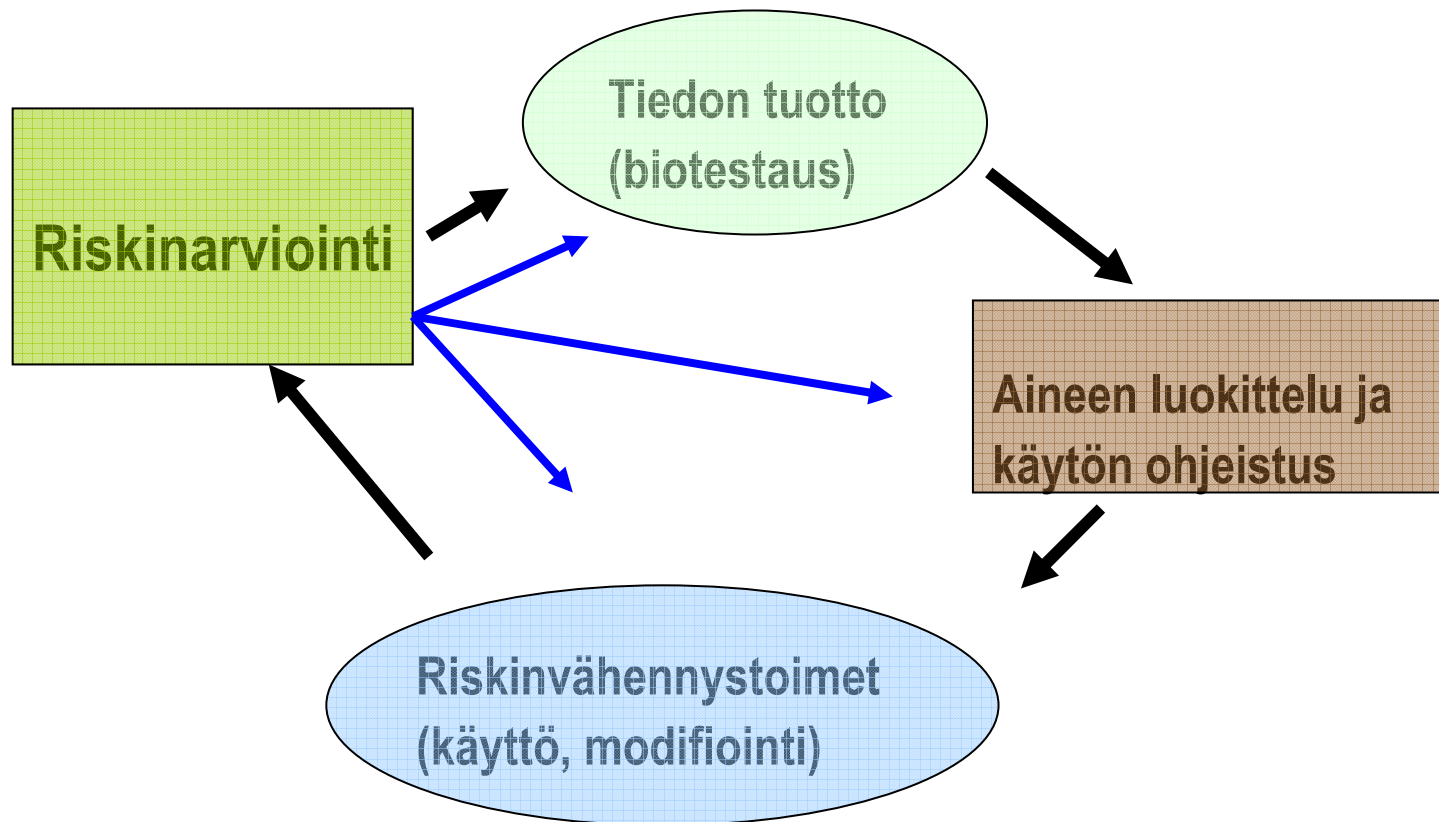 Tiedon tuotto
(biotestaus)
Riskinarviointi
Aineen luokittelu ja
käytön ohjeistus
Riskinvähennystoimet
(käyttö, modifiointi)